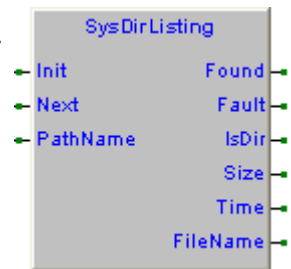 SysDirListing
Init Found
Next Fault
PathName IsDir
Size
Time
FileName